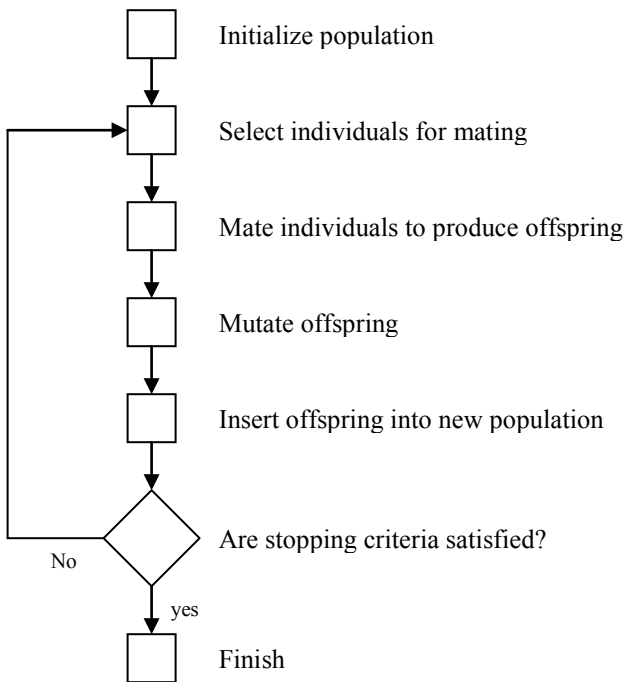 Initialize population
Select individuals for mating
Mate individuals to produce offspring
Mutate offspring
Insert offspring into new population
Are stopping criteria satisfied?
No
yes
Finish